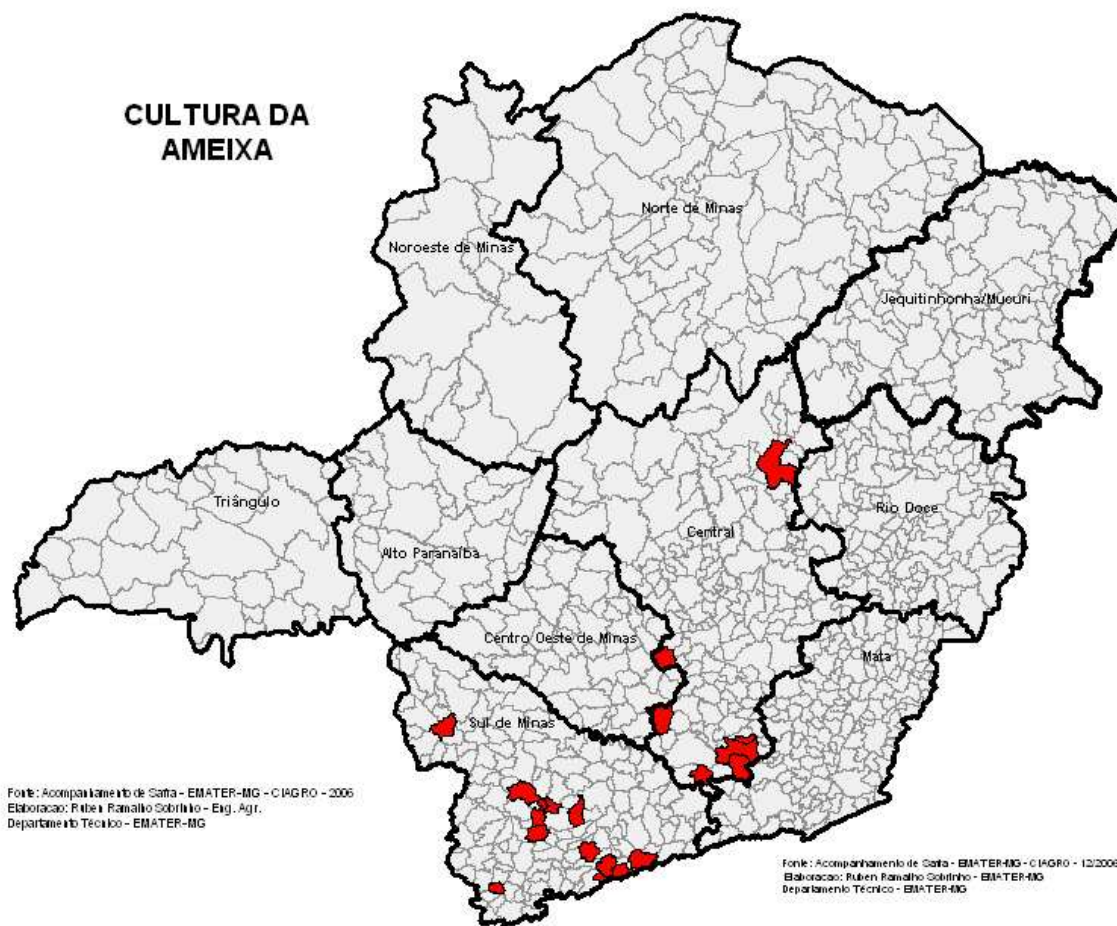 CULTURA DA
AMEIXA
Norte de Minas
Noroeste de Minas
Jequitinhonha/Mucuri
Triângulo
Rio Doce
Central
Alto Paranaíba
Centro Oeste de Minas
Mata
Sul de Minas
Fonte: Acompanhamento de Safra - EMATER-MG - CIAGRO - 2006
Elaboracao: Ruben Ramalho Sobrinho - Eng. Agr.
Departamento Técnico - EMATER-MG
Fonte: Acompanhamento de Safra - EMATER-MG - CIAGRO - 12/2006
Elaboracao: Ruben Ramalho Sobrinho - EMATER-MG
Departamento Técnico - EMATER-MG